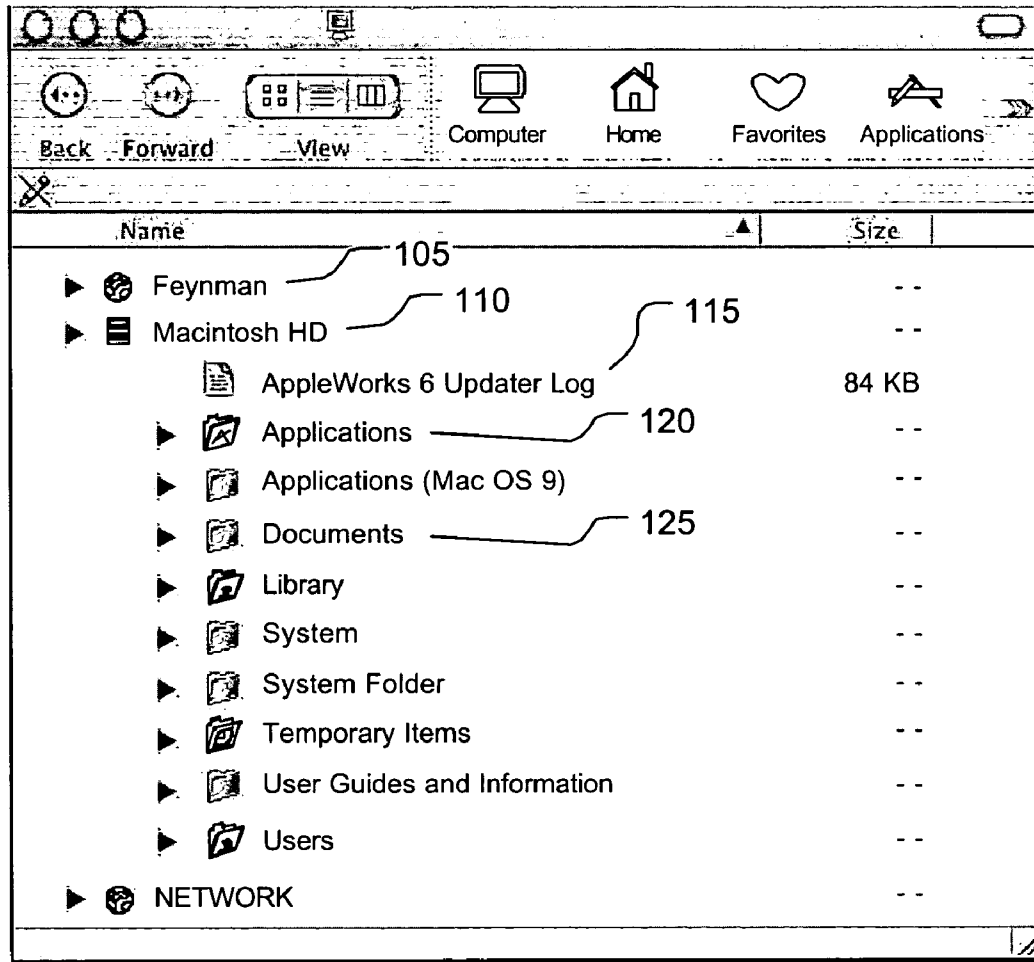 Computer Home Favorites Applications
Back Forward View
Name Size
105
Feynman - -
110
Macintosh HD - -
115
AppleWorks 6 Updater Log 84 KB
120
Applications - -
Applications (Mac OS 9) - -
125
Documents - -
Library - -
System - -
System Folder - -
Temporary Items - -
User Guides and Information - -
Users - -
NETWORK - -